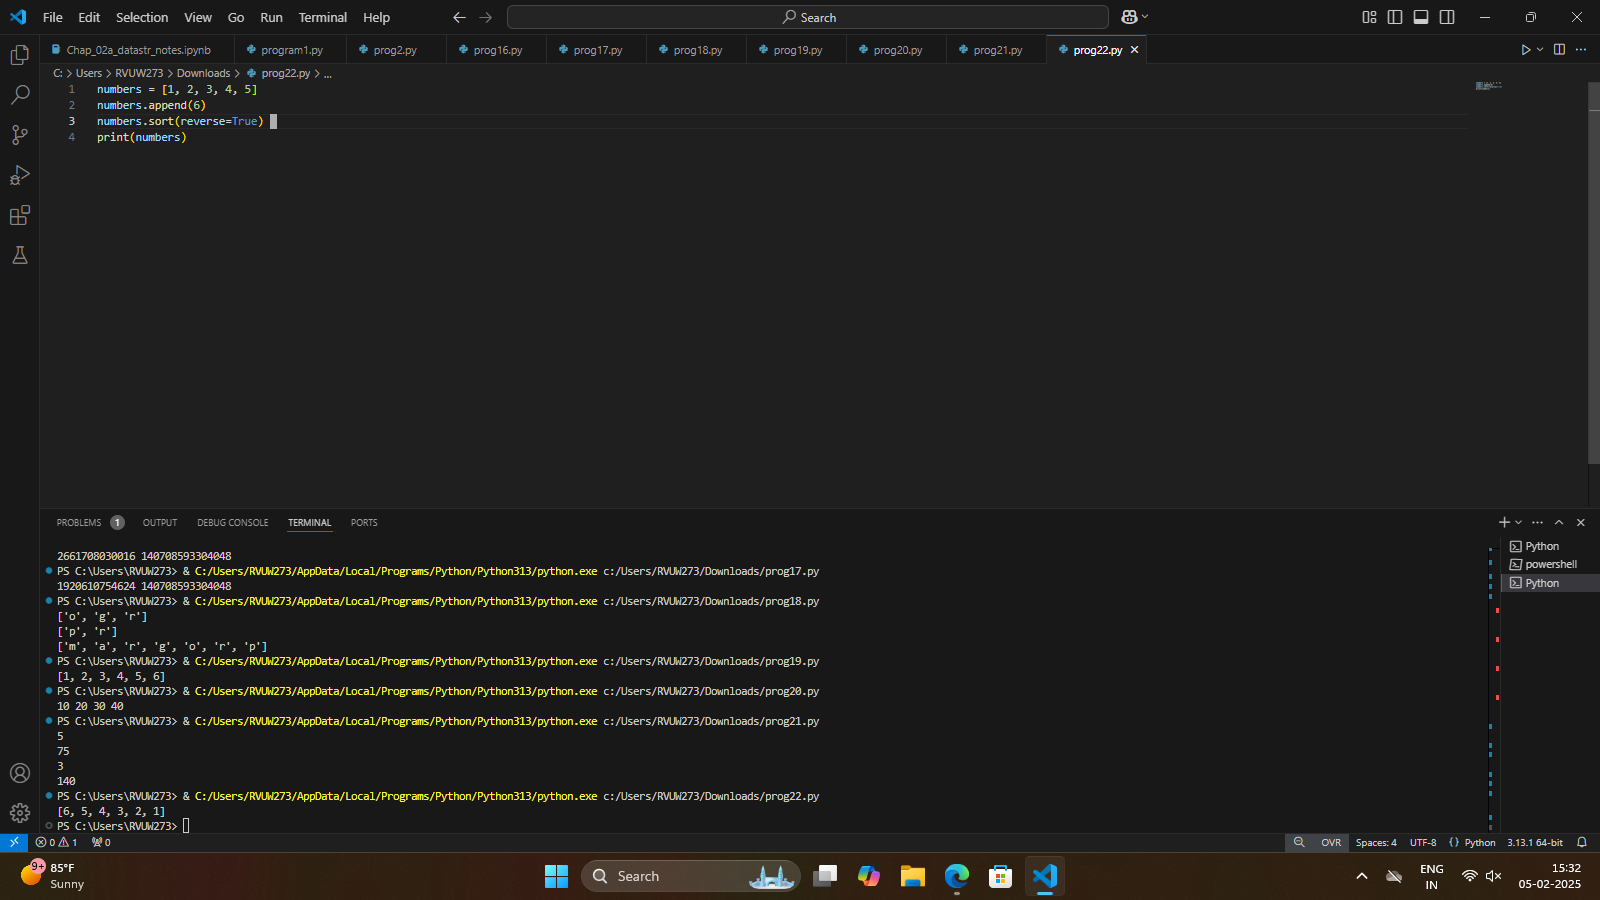 File Edit Selection View Go Run Terminal Help
Search
Chap_02a_datastr_notes.ipynb program1.py prog2.py prog16.py prog17.py prog18.py prog19.py prog20.py prog21.py prog22.py
C: > Users > RVUW273 > Downloads > prog22.py > ...
1 numbers = [1, 2, 3, 4, 5]
2 numbers.append(6)
3 numbers.sort(reverse=True)
4 print(numbers)
PROBLEMS 1 OUTPUT DEBUG CONSOLE TERMINAL PORTS
2661708030016 140708593304048
PS C:\Users\RVUW273> & C:/Users/RVUW273/AppData/Local/Programs/Python/Python313/python.exe c:/Users/RVUW273/Downloads/prog17.py
1920610754624 140708593304048
PS C:\Users\RVUW273> & C:/Users/RVUW273/AppData/Local/Programs/Python/Python313/python.exe c:/Users/RVUW273/Downloads/prog18.py
['o', 'g', 'r']
['p', 'r']
['m', 'a', 'r', 'g', 'o', 'r', 'p']
PS C:\Users\RVUW273> & C:/Users/RVUW273/AppData/Local/Programs/Python/Python313/python.exe c:/Users/RVUW273/Downloads/prog19.py
[1, 2, 3, 4, 5, 6]
PS C:\Users\RVUW273> & C:/Users/RVUW273/AppData/Local/Programs/Python/Python313/python.exe c:/Users/RVUW273/Downloads/prog20.py
10 20 30 40
PS C:\Users\RVUW273> & C:/Users/RVUW273/AppData/Local/Programs/Python/Python313/python.exe c:/Users/RVUW273/Downloads/prog21.py
5
75
3
140
PS C:\Users\RVUW273> & C:/Users/RVUW273/AppData/Local/Programs/Python/Python313/python.exe c:/Users/RVUW273/Downloads/prog22.py
[6, 5, 4, 3, 2, 1]
PS C:\Users\RVUW273>
Python
powershell
Python
0 1 0
OVR Spaces: 4 UTF-8 {} Python 3.13.1 64-bit
9+ 85°F
Sunny
Search
ENG
IN
15:32
05-02-2025